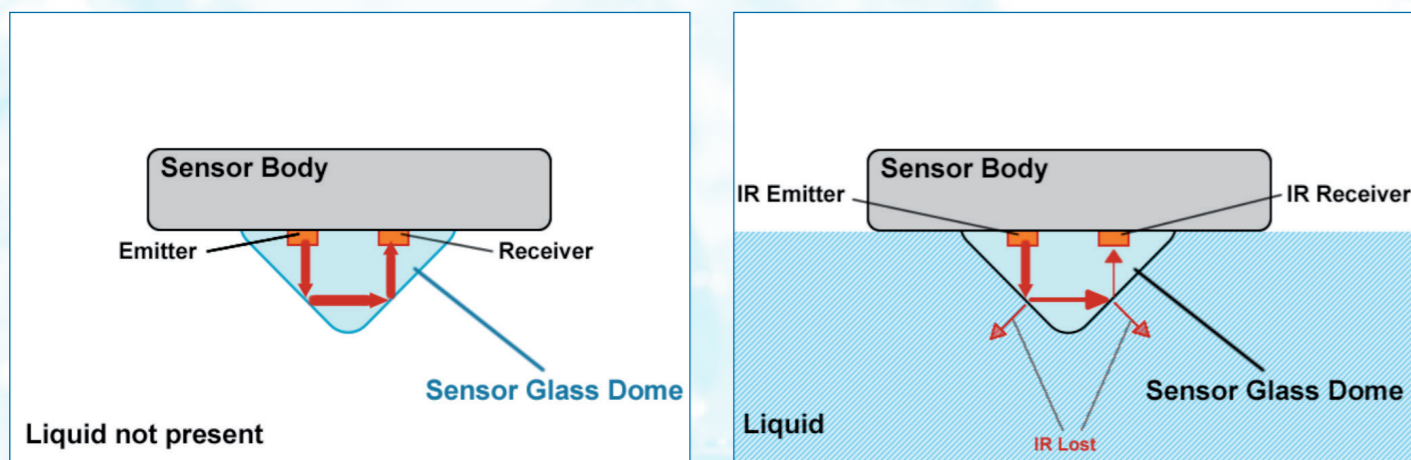 Sensor Body
Emitter
Receiver
Sensor Glass Dome
Liquid not present
Sensor Body
IR Emitter
IR Receiver
Sensor Glass Dome
Liquid
IR Lost